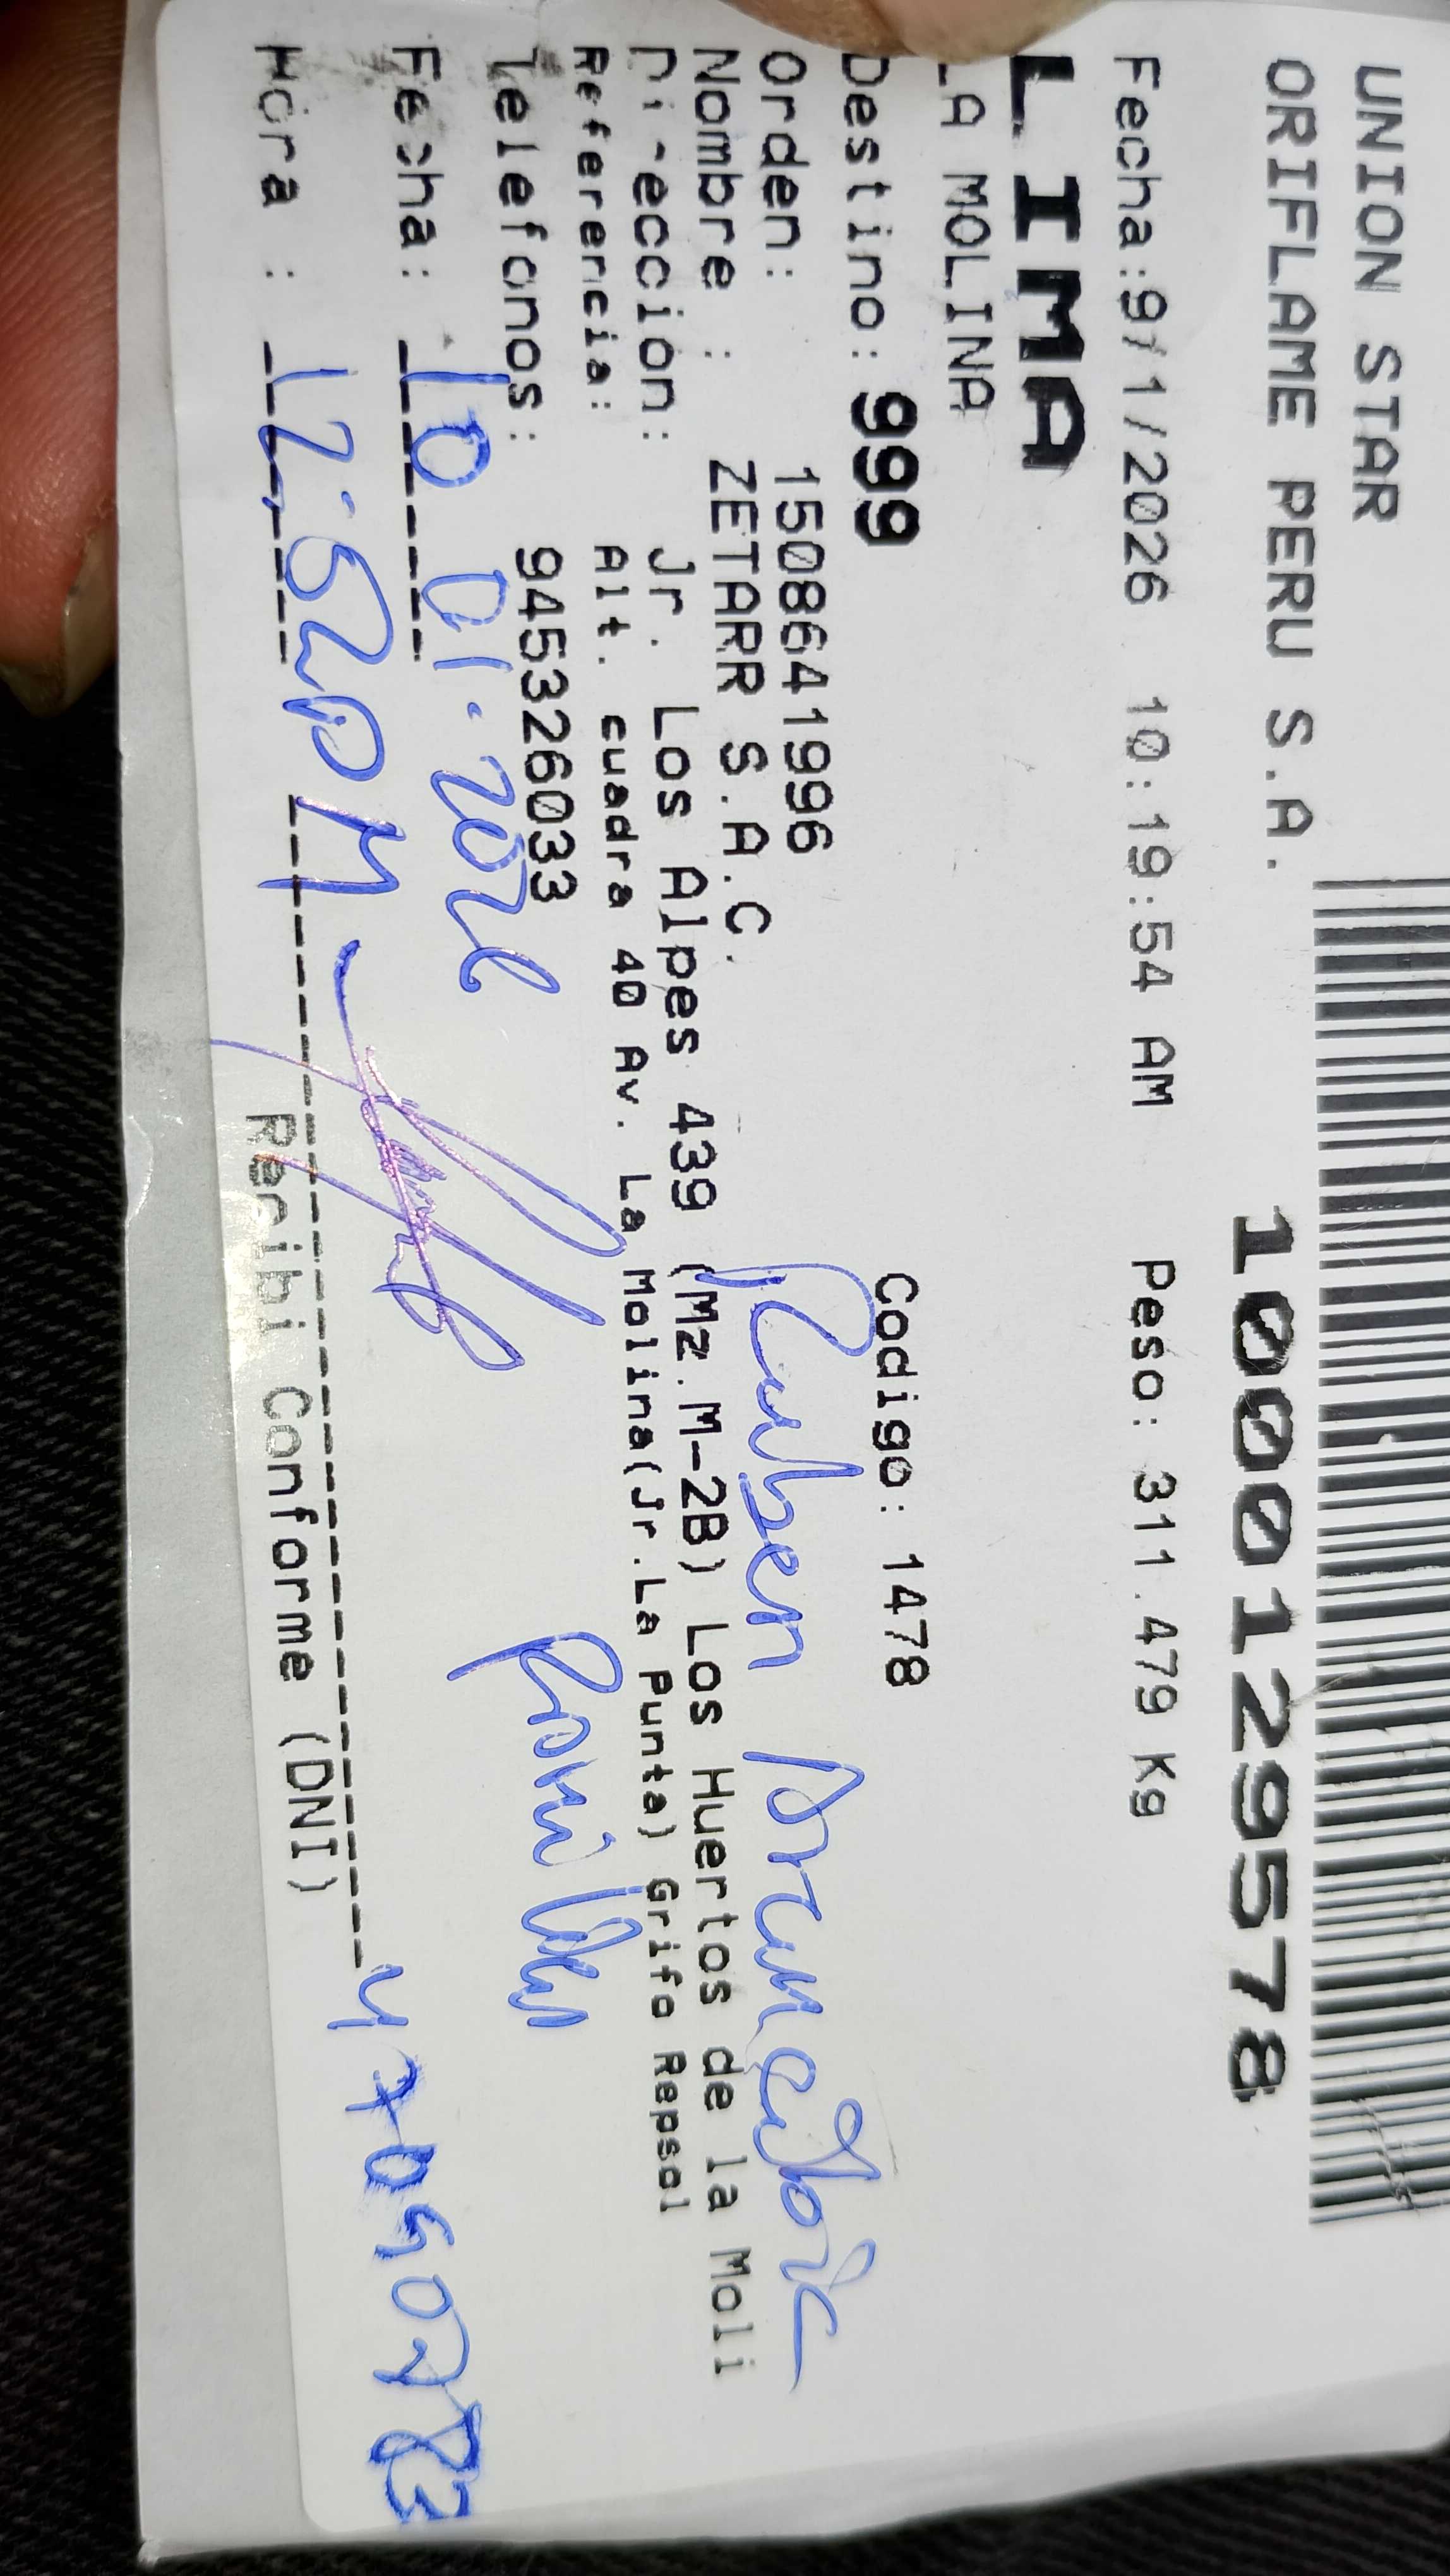 UNION STAR
ORIFLAME PERU S.A.
1000129578
Fecha:9/1/2026 10:19:54 AM Peso: 311.479 Kg
LIMA
LA MOLINA
Destino: 999 Codigo: 1478
Orden: 1508641996
Nombre : ZETARR S.A.C. Ruben
Direccion: Jr. Los Alpes 439 (Mz.M-2B) Los Huertos de la Moli
Referencia: Alt. cuadra 40 Av. La Molina(Jr.La Punta) Grifo Repsol
Telefonos: 945326033
Fecha: 10 01.2026
Hora : 12:52PM
Recibi Conforme (DNI)